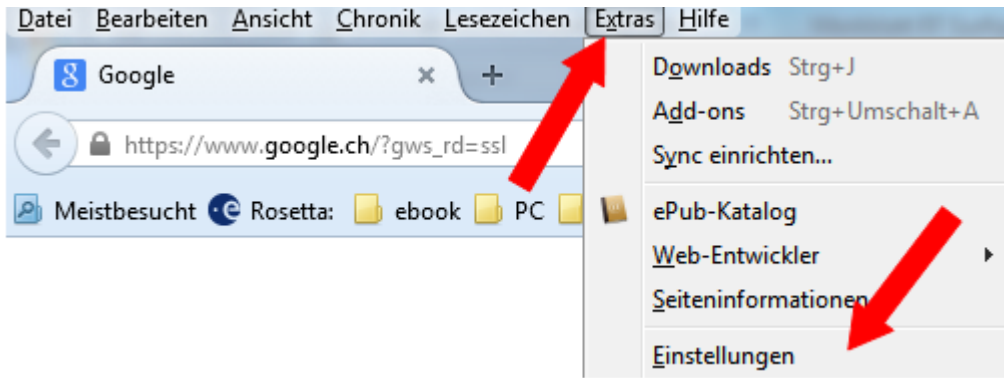 Datei Bearbeiten Ansicht Chronik Lesezeichen Extras Hilfe
Google
https://www.google.ch/?gws_rd=ssl
Meistbesucht Rosetta: ebook PC
Downloads Strg+J
Add-ons Strg+Umschalt+A
Sync einrichten...
ePub-Katalog
Web-Entwickler
Seiteninformationen
Einstellungen